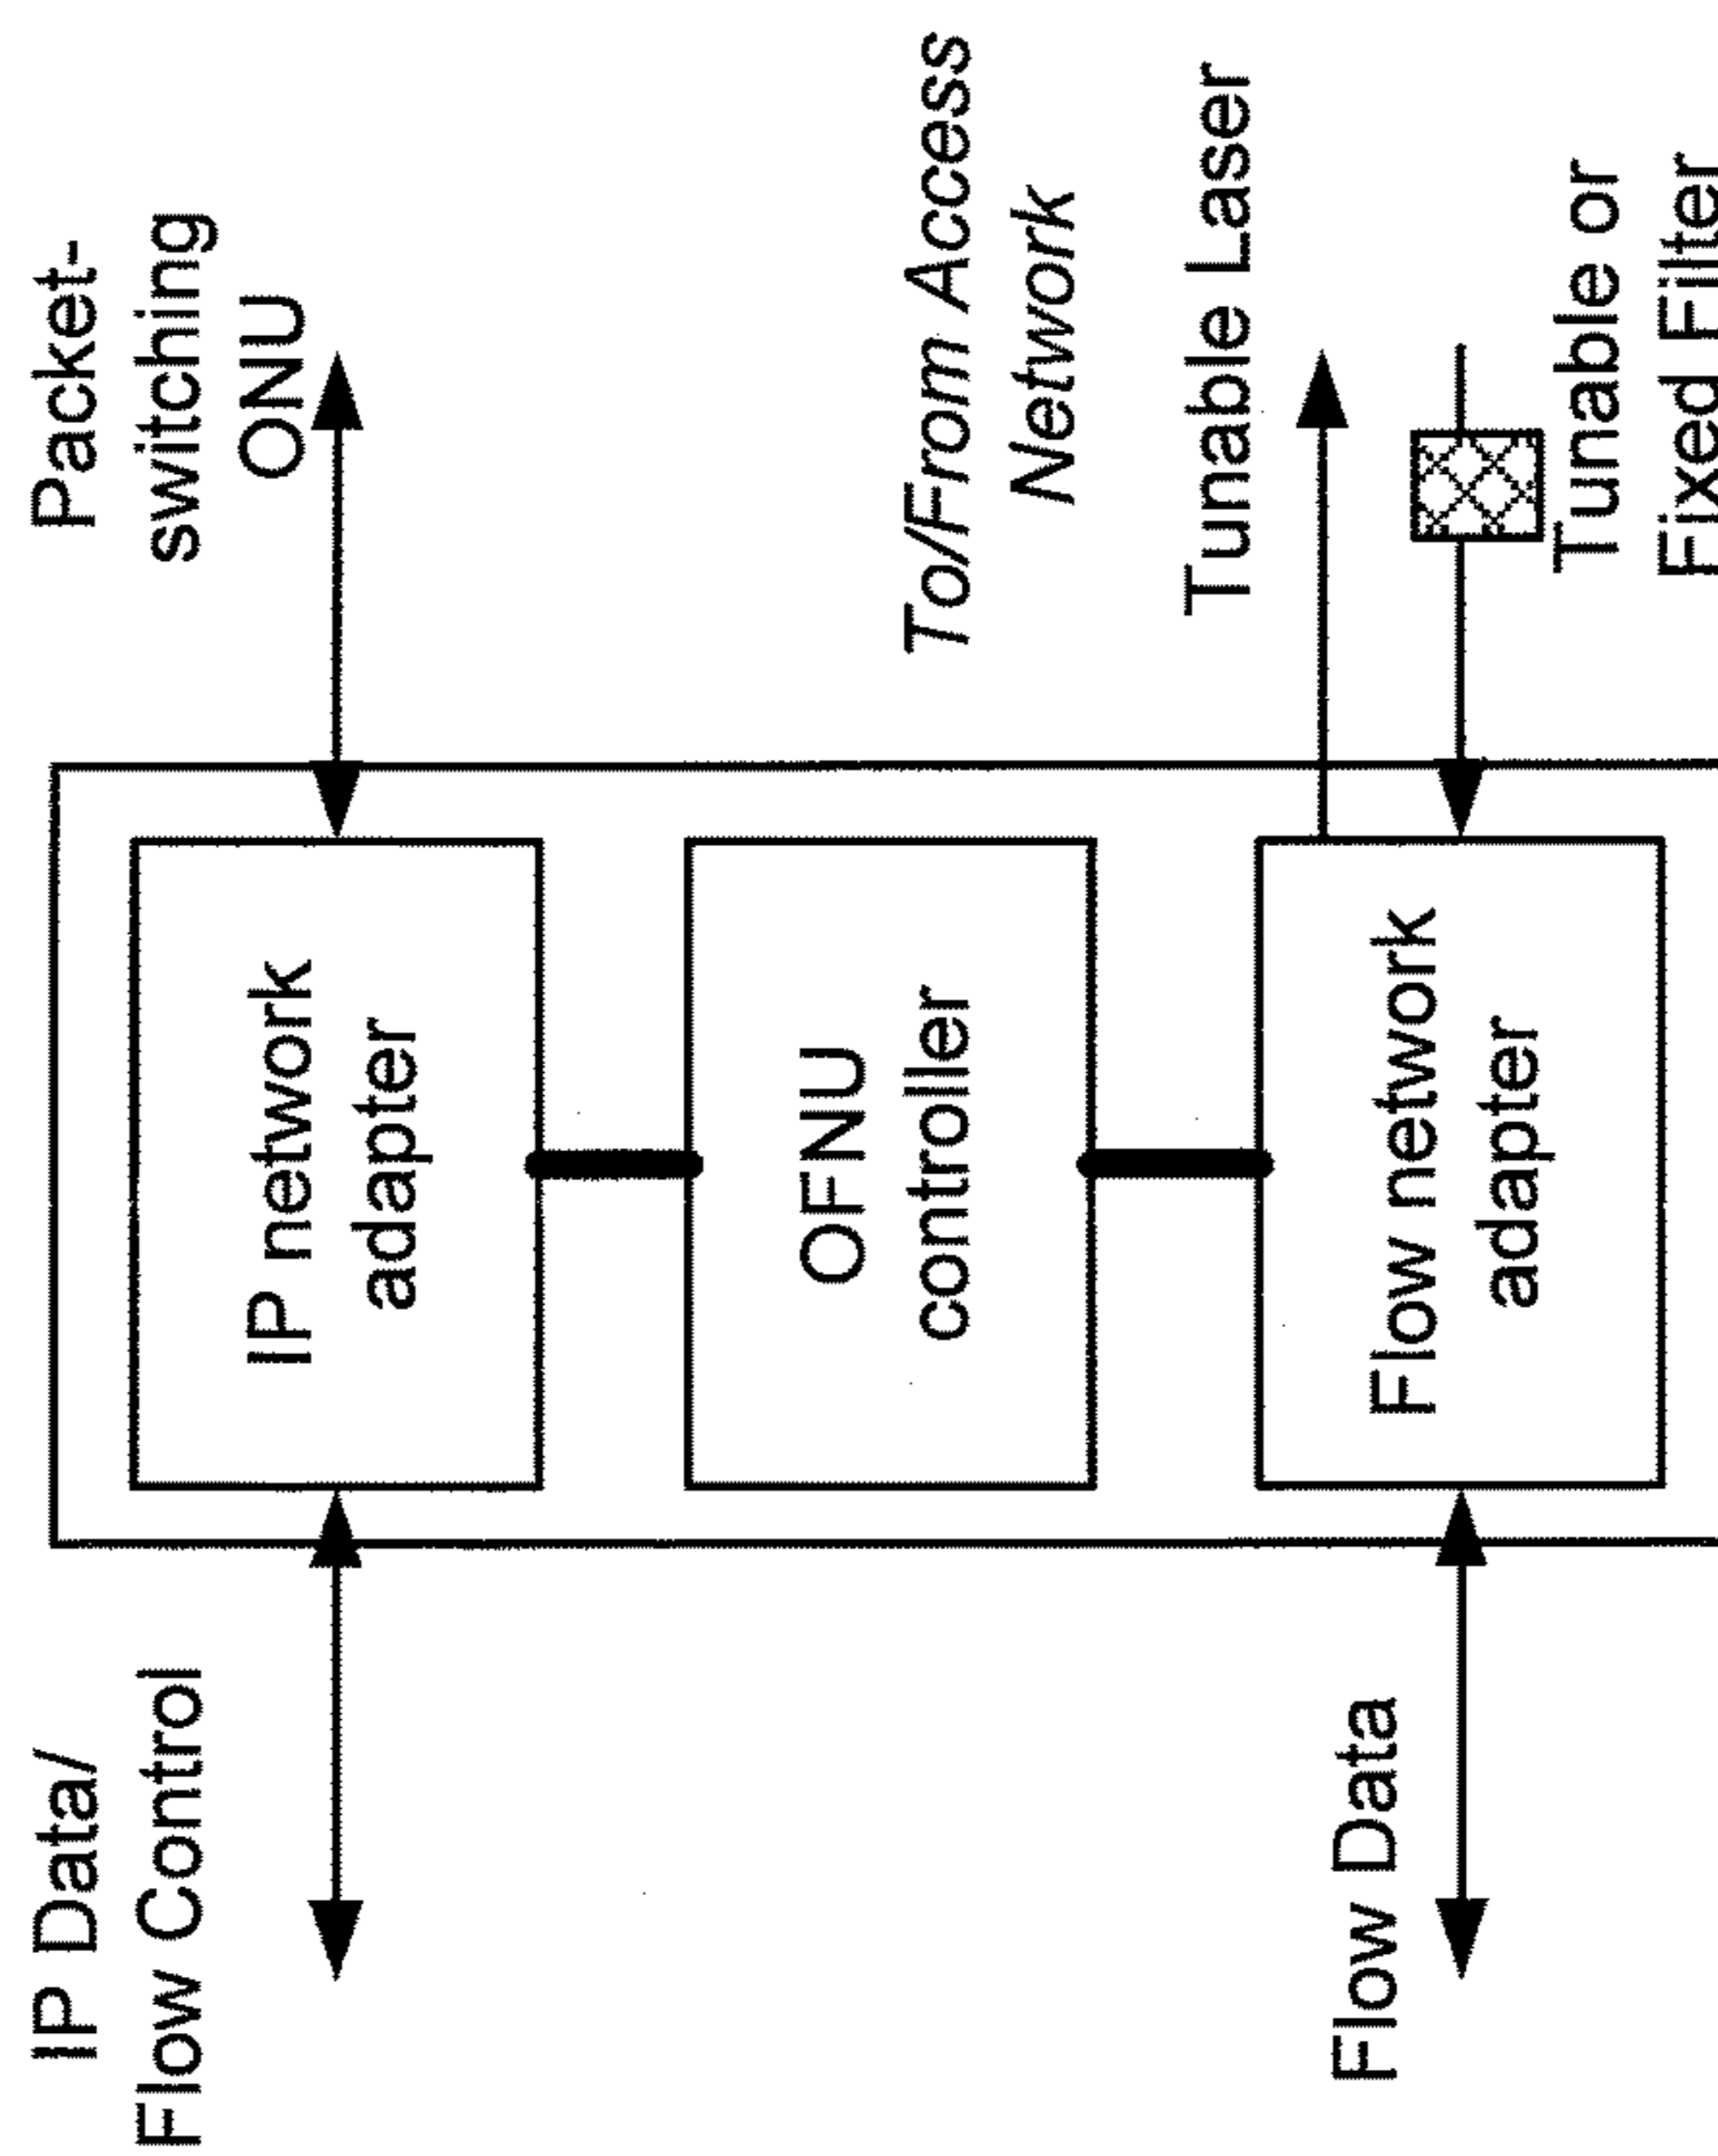 IP Data/
Flow Control
IP network
adapter
Packet-
switching
ONU
OFNU
controller
To/From Access
Network
Flow Data
Flow network
adapter
Tunable Laser
Tunable or
Fixed Filter